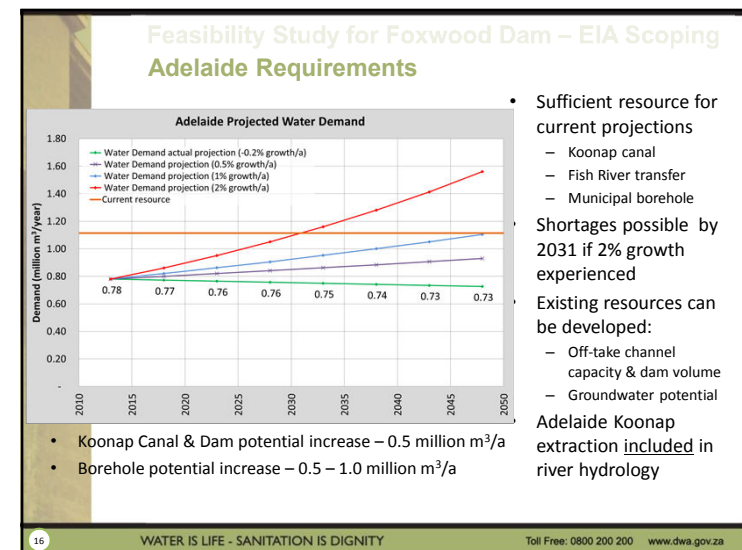 Feasibility Study for Foxwood Dam – EIA Scoping
Adelaide Requirements
Adelaide Projected Water Demand
Demand (million m³/year)
1.80
1.60
1.40
1.20
1.00
0.80
0.60
0.40
0.20
-
Water Demand actual projection (-0.2% growth/a)
Water Demand projection (0.5% growth/a)
Water Demand projection (1% growth/a)
Water Demand projection (2% growth/a)
Current resource
0.78 0.77 0.76 0.76 0.75 0.74 0.73 0.73
2010 2015 2020 2025 2030 2035 2040 2045 2050
• Koonap Canal & Dam potential increase – 0.5 million m³/a
• Borehole potential increase – 0.5 – 1.0 million m³/a
• Sufficient resource for
current projections
– Koonap canal
– Fish River transfer
– Municipal borehole
• Shortages possible by
2031 if 2% growth
experienced
• Existing resources can
be developed:
– Off-take channel
capacity & dam volume
– Groundwater potential
• Adelaide Koonap
extraction included in
river hydrology
16
WATER IS LIFE - SANITATION IS DIGNITY
Toll Free: 0800 200 200 www.dwa.gov.za